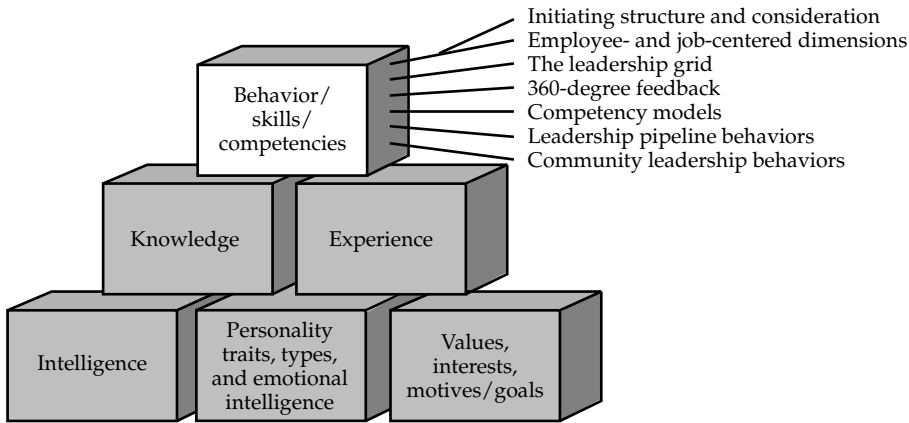 Initiating structure and consideration
Employee- and job-centered dimensions
The leadership grid
360-degree feedback
Competency models
Leadership pipeline behaviors
Community leadership behaviors
Behavior/
skills/
competencies
Knowledge
Experience
Intelligence
Personality
traits, types,
and emotional
intelligence
Values,
interests,
motives/goals